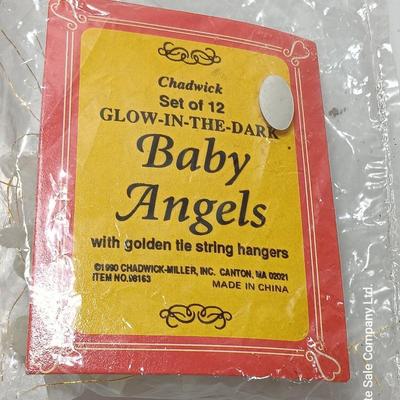 Chadwick
Set of 12
GLOW-IN-THE-DARK
Baby
Angels
with golden tie string hangers
©1990 CHADWICK-MILLER, INC. CANTON, MA 02021
ITEM NO.98163
MADE IN CHINA
Sale Company Ltd.